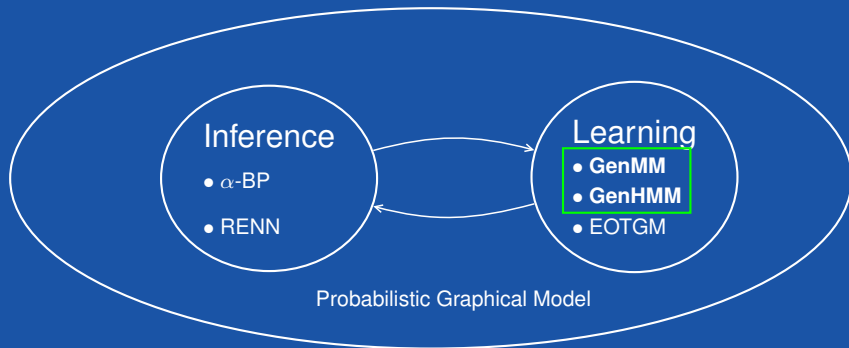 Inference
● α-BP
● RENN
Learning
● GenMM
● GenHMM
● EOTGM
Probabilistic Graphical Model